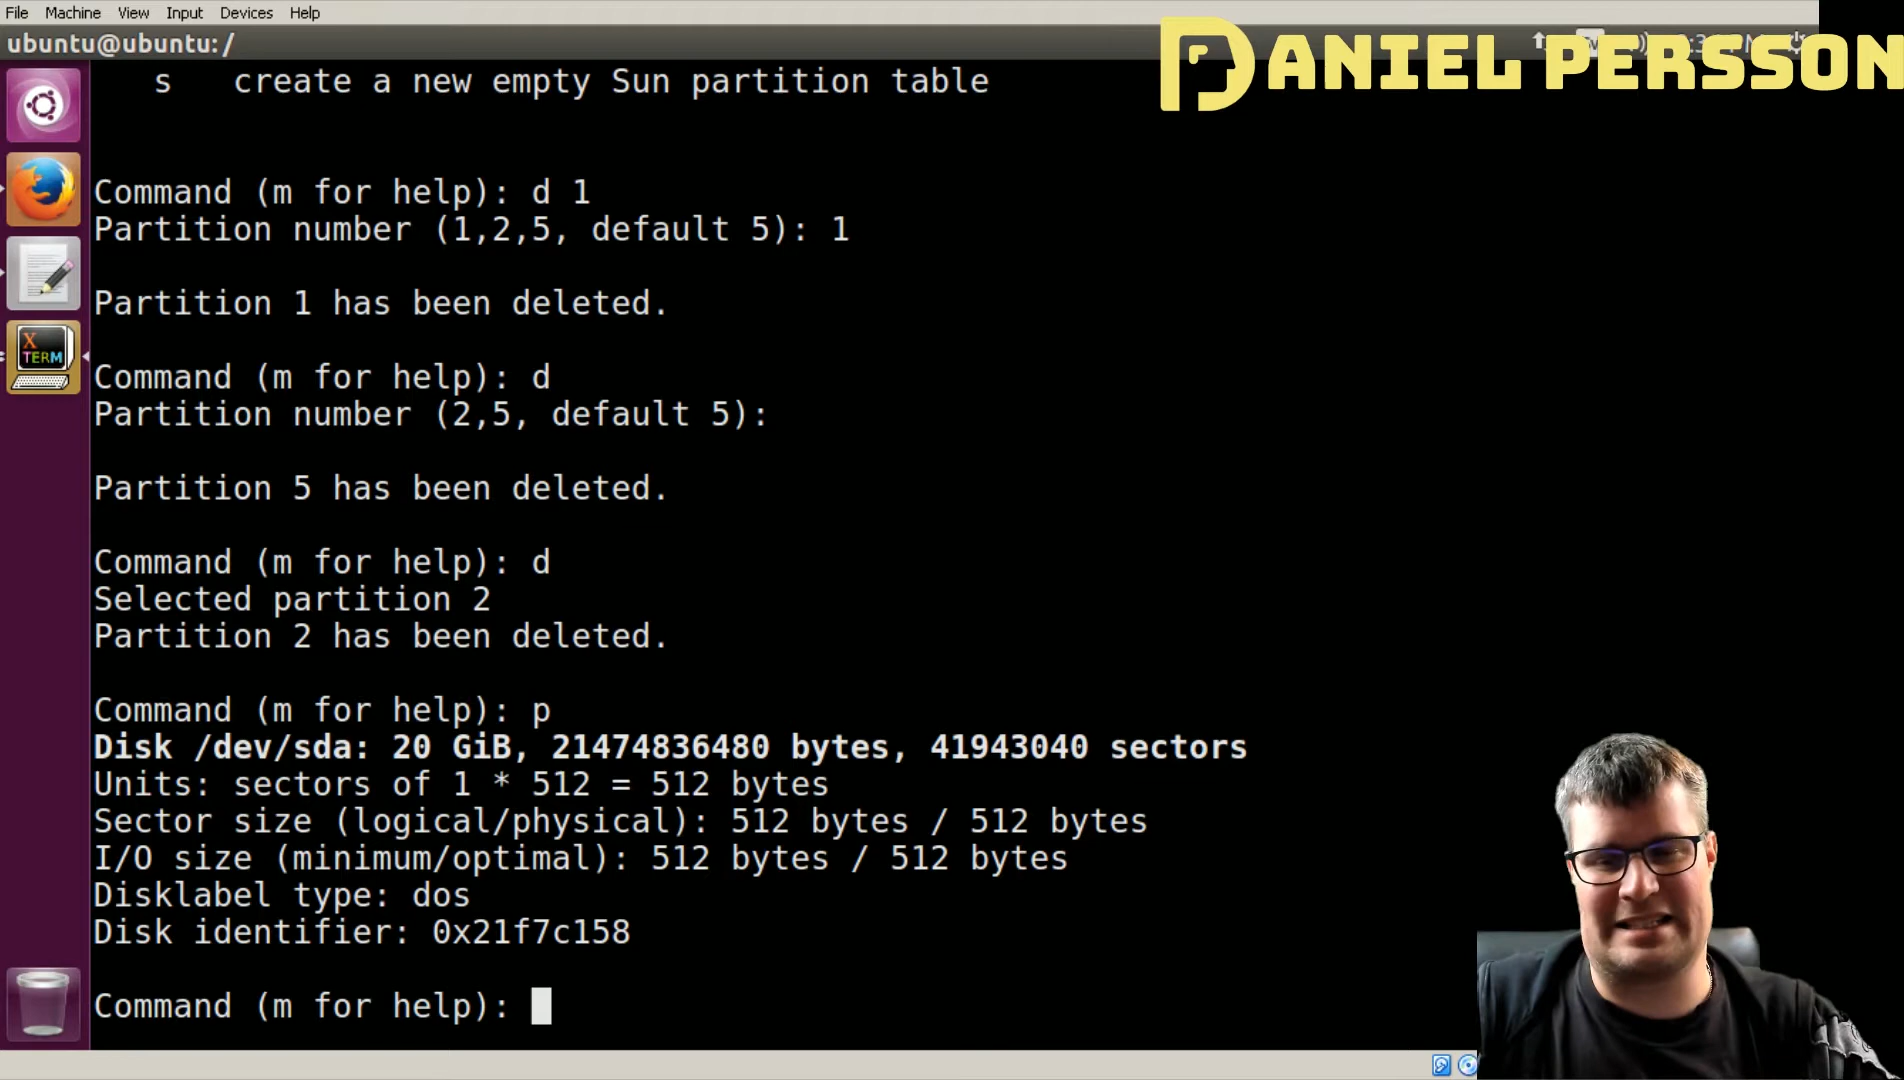 File Machine View Input Devices Help
ubuntu@ubuntu: /
DANIEL PERSSON
s create a new empty Sun partition table
Command (m for help): d 1
Partition number (1,2,5, default 5): 1
Partition 1 has been deleted.
Command (m for help): d
Partition number (2,5, default 5):
Partition 5 has been deleted.
Command (m for help): d
Selected partition 2
Partition 2 has been deleted.
Command (m for help): p
Disk /dev/sda: 20 GiB, 21474836480 bytes, 41943040 sectors
Units: sectors of 1 * 512 = 512 bytes
Sector size (logical/physical): 512 bytes / 512 bytes
I/O size (minimum/optimal): 512 bytes / 512 bytes
Disklabel type: dos
Disk identifier: 0x21f7c158
Command (m for help):
X
TERM